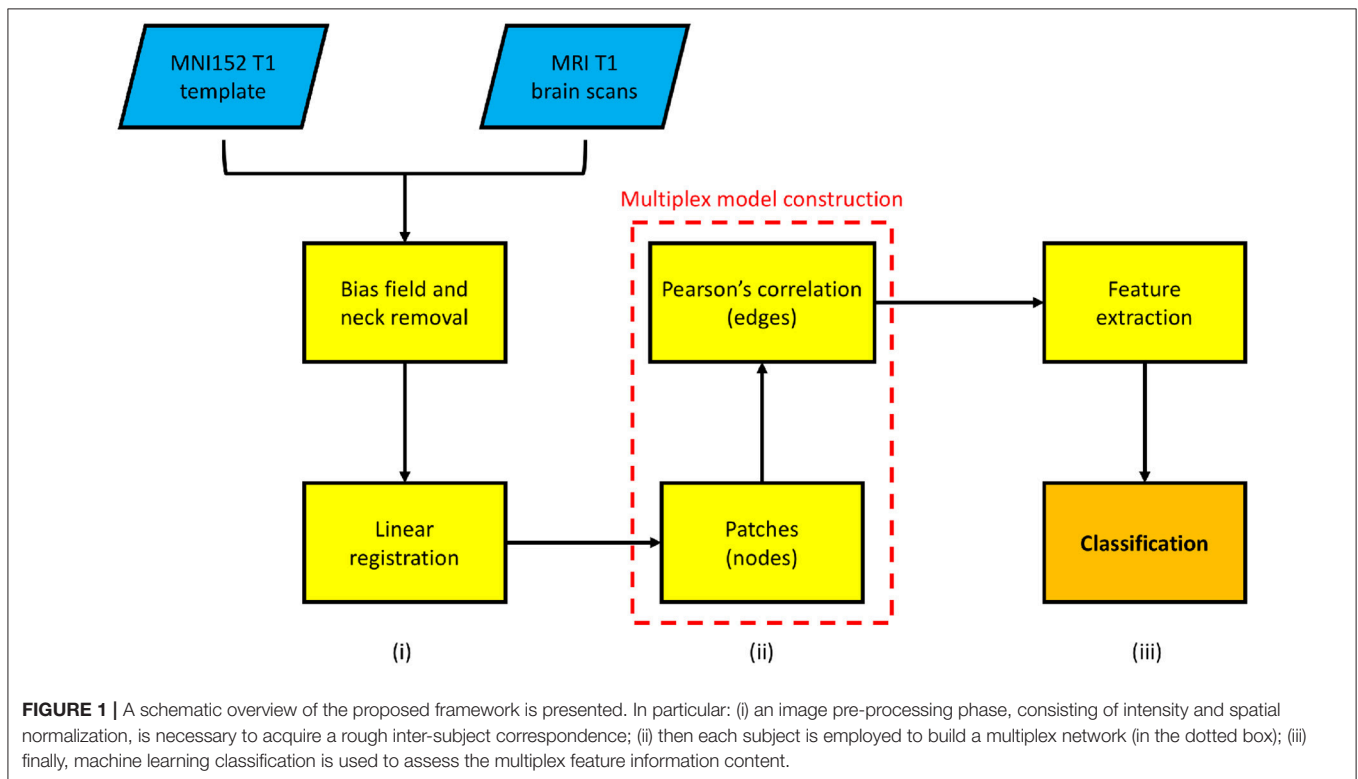 MNI152 T1
template
MRI T1
brain scans
Multiplex model construction
Bias field and
neck removal
Pearson's correlation
(edges)
Feature
extraction
Linear
registration
Patches
(nodes)
Classification
(i)
(ii)
(iii)
FIGURE 1 | A schematic overview of the proposed framework is presented. In particular: (i) an image pre-processing phase, consisting of intensity and spatial
normalization, is necessary to acquire a rough inter-subject correspondence; (ii) then each subject is employed to build a multiplex network (in the dotted box); (iii)
finally, machine learning classification is used to assess the multiplex feature information content.